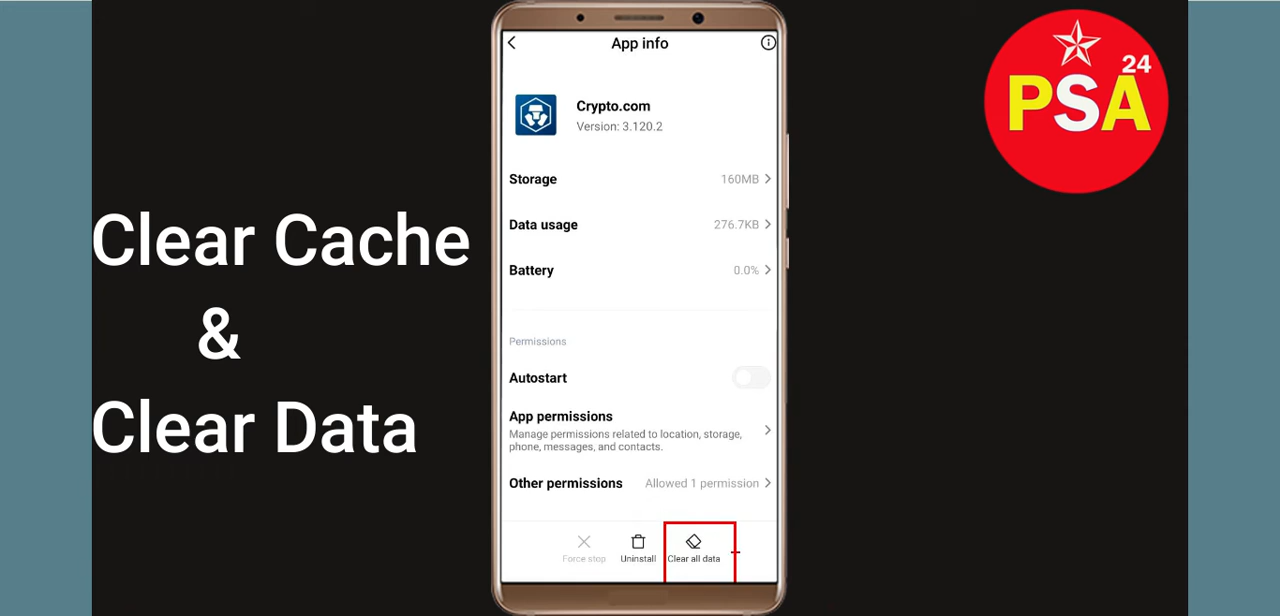 Clear Cache
&
Clear Data
App info
Crypto.com
Version: 3.120.2
Storage 160MB
Data usage 276.7KB
Battery 0.0%
Permissions
Autostart
App permissions
Manage permissions related to location, storage,
phone, messages, and contacts.
Other permissions Allowed 1 permission
Force stop Uninstall Clear all data
PSA 24